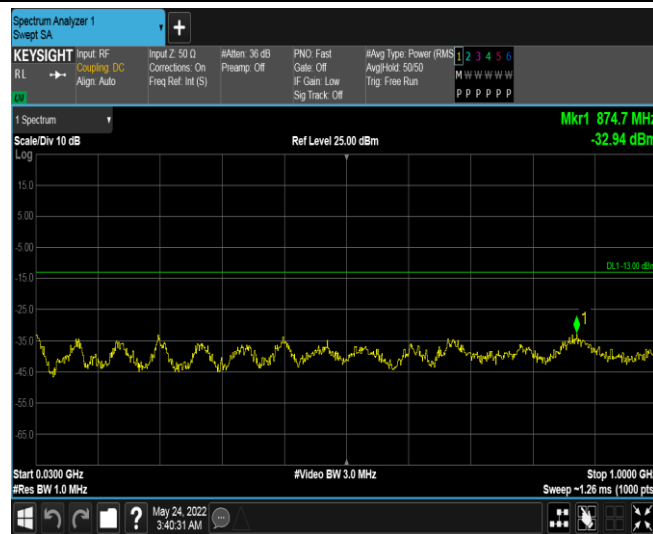 Spectrum Analyzer 1
Swept SA
+
KEYSIGHT
RL
Input: RF
Coupling: DC
Align: Auto
Input Z: 50 Ω
Corrections: On
Freq Ref: Int (S)
#Atten: 36 dB
Preamp: Off
PNO: Fast
Gate: Off
IF Gain: Low
Sig Track: Off
#Avg Type: Power (RMS
Avg|Hold: 50/50
Trig: Free Run
1 2 3 4 5 6
M W W W W W
P P P P P P
1 Spectrum
Mkr1 874.7 MHz
Scale/Div 10 dB
Ref Level 25.00 dBm
-32.94 dBm
Log
15.0
5.00
-5.00
DL1 -13.00 dBm
-15.0
-25.0
1
-35.0
-45.0
-55.0
-65.0
Start 0.0300 GHz
#Video BW 3.0 MHz
Stop 1.0000 GHz
#Res BW 1.0 MHz
Sweep ~1.26 ms (1000 pts)
?
May 24, 2022
3:40:31 AM